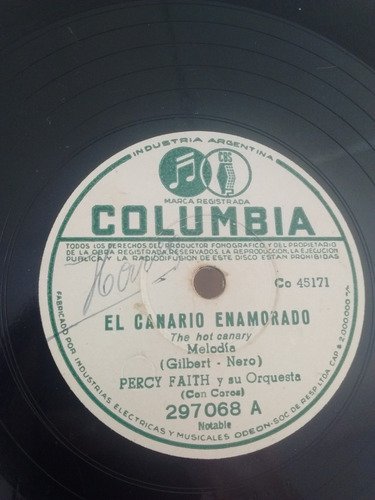 INDUSTRIA ARGENTINA
CBS
MARCA REGISTRADA
COLUMBIA
TODOS LOS DERECHOS DEL PRODUCTOR FONOGRAFICO Y DEL PROPIETARIO
DE LA OBRA REGISTRADA RESERVADOS. LA REPRODUCCION, LA EJECUCION
PUBLICA Y LA RADIODIFUSION DE ESTE DISCO ESTAN PROHIBIDAS
Co 45171
EL CANARIO ENAMORADO
The hot canary
Melodía
(Gilbert - Nero)
PERCY FAITH y su Orquesta
(Con Coros)
297068 A
Notable
FABRICADO POR INDUSTRIAS ELECTRICAS Y MUSICALES ODEON-SOC DE RESP LTDA CAP $ 2.000.000 %